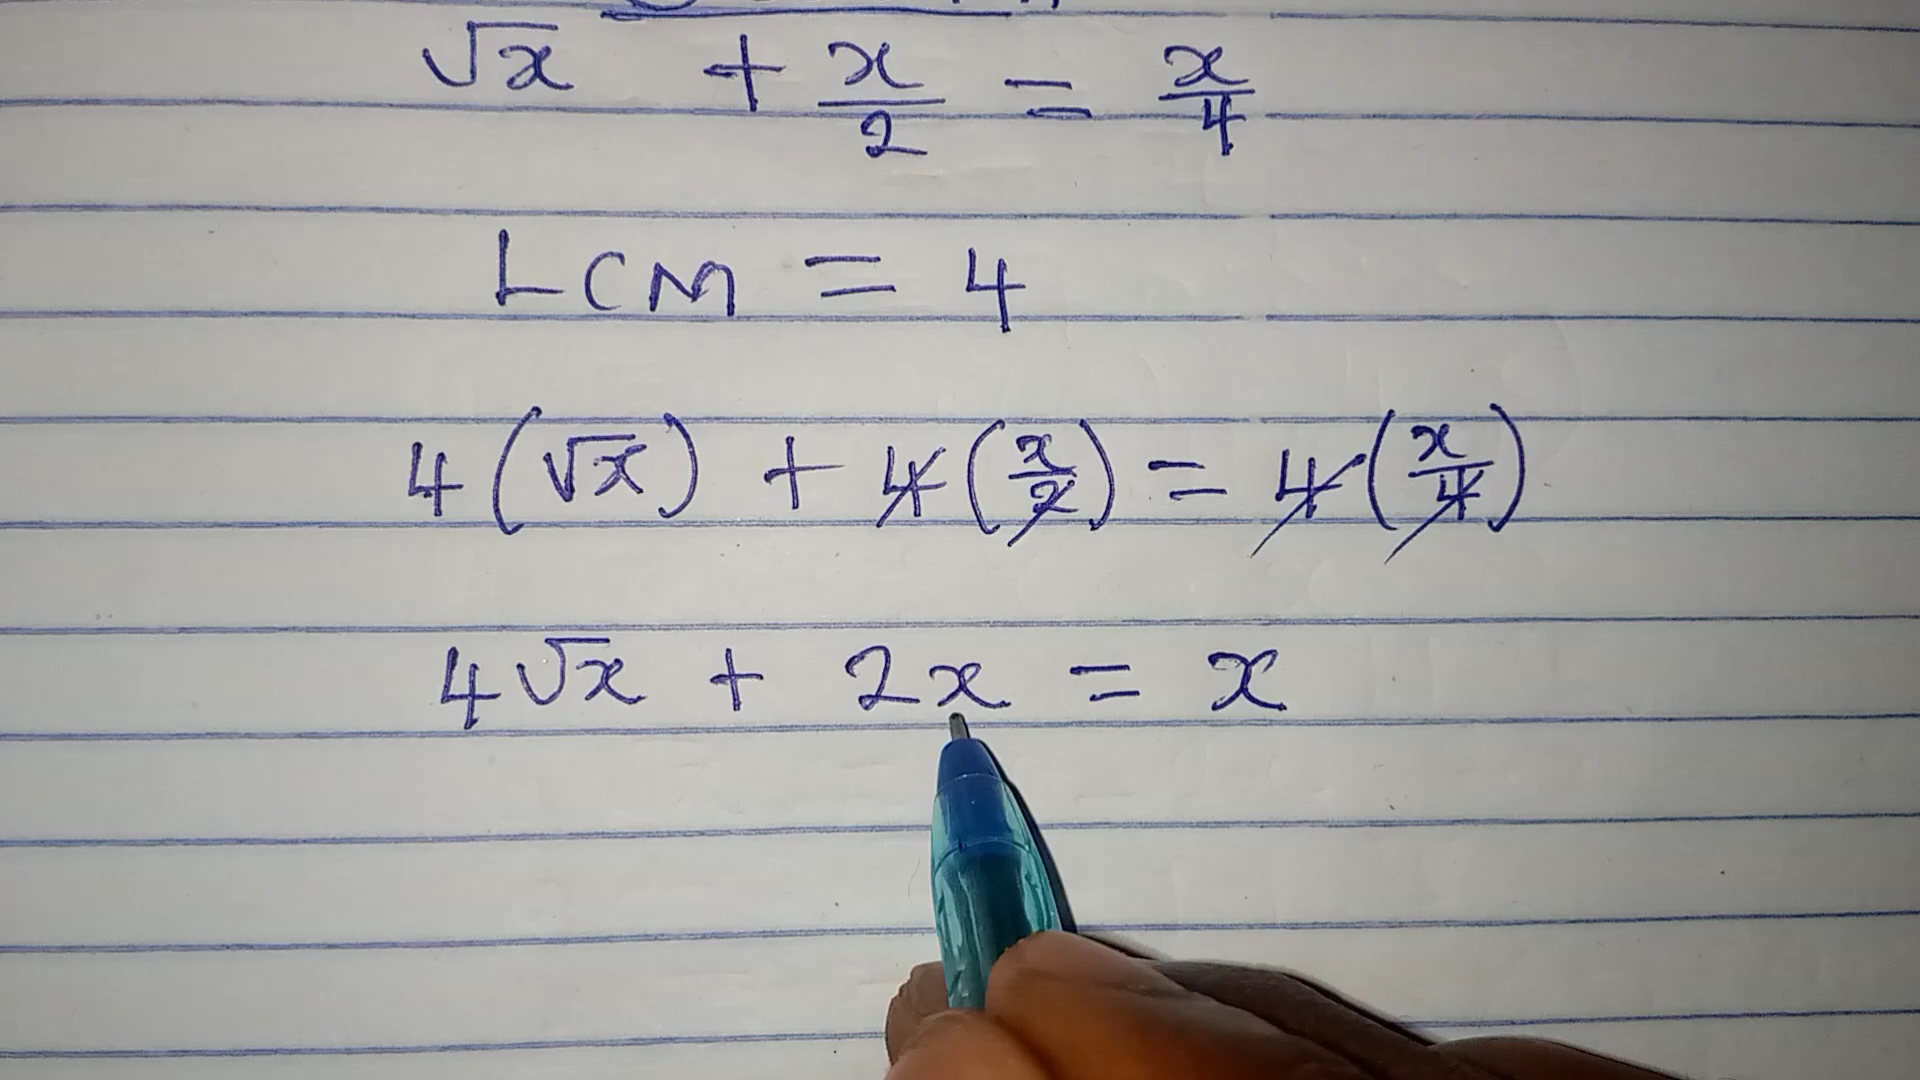 √x + x/2 = x/4
LCM = 4
4(√x) + 4(x/2) = 4(x/4)
4√x + 2x = x